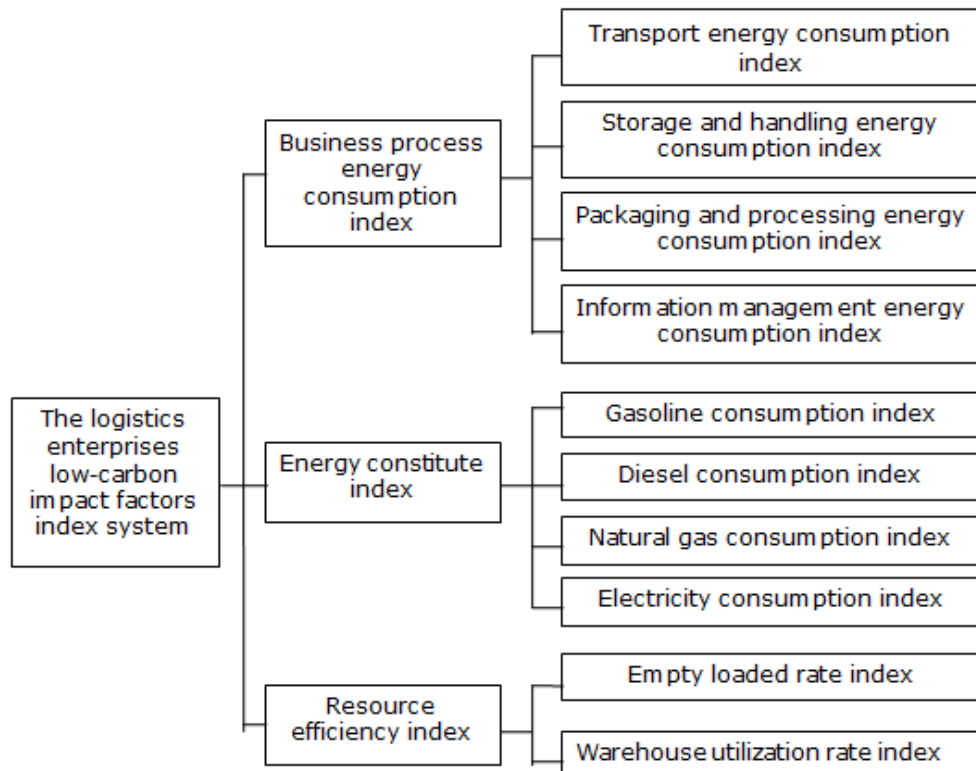 The logistics
enterprises
low-carbon
impact factors
index system
Business process
energy
consumption
index
Transport energy consumption
index
Storage and handling energy
consumption index
Packaging and processing energy
consumption index
Information management energy
consumption index
Energy constitute
index
Gasoline consumption index
Diesel consumption index
Natural gas consumption index
Electricity consumption index
Resource
efficiency index
Empty loaded rate index
Warehouse utilization rate index